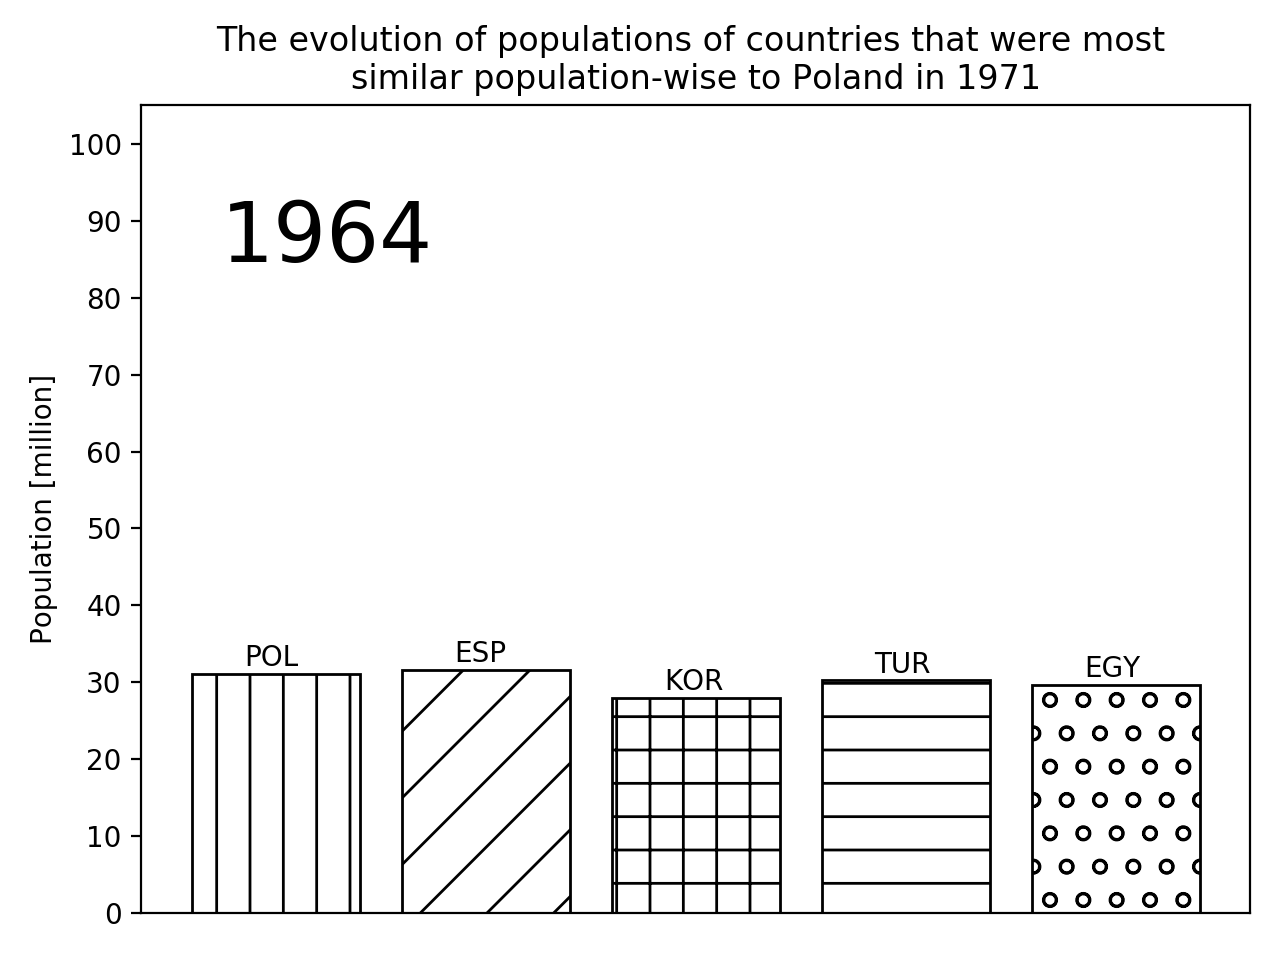 The evolution of populations of countries that were most
similar population-wise to Poland in 1971
100
90
80
70
60
50
40
30
20
10
0
Population [million]
1964
POL
ESP
KOR
TUR
EGY